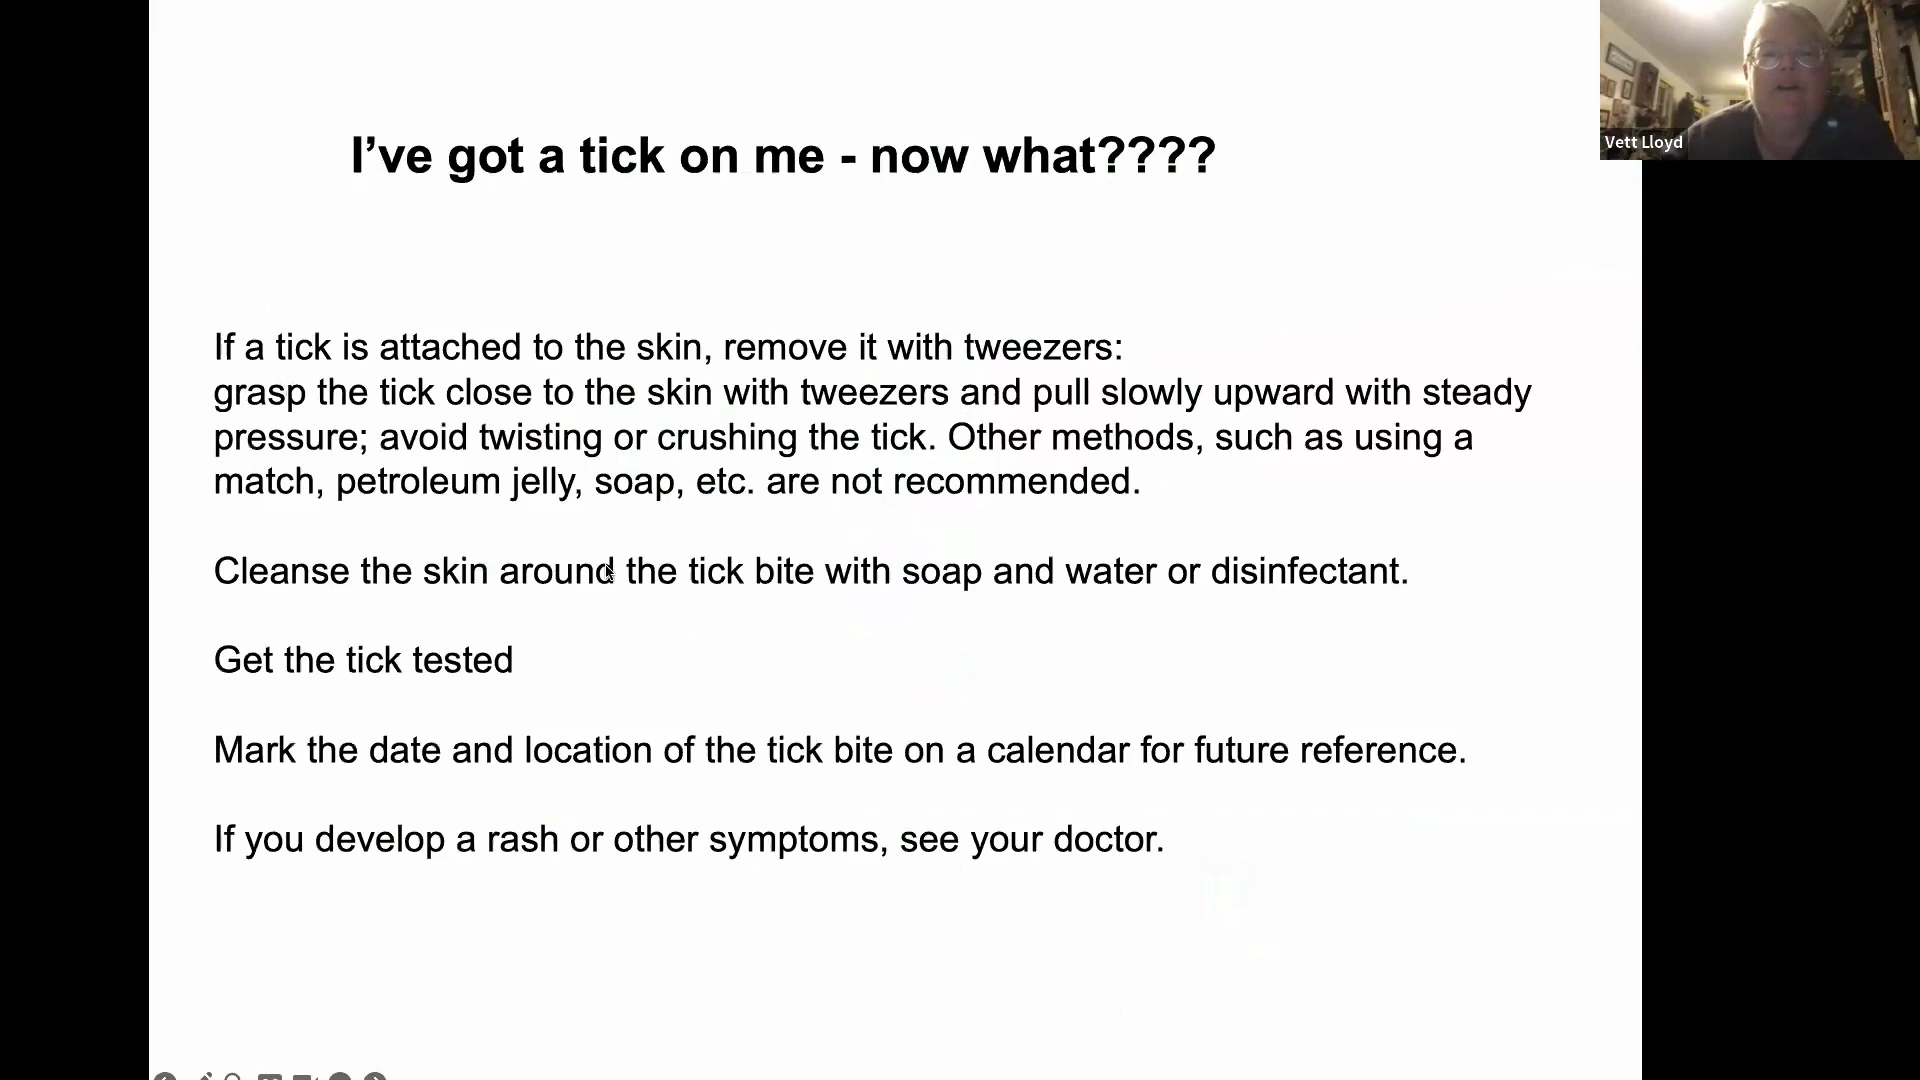 I’ve got a tick on me - now what????
Vett Lloyd
If a tick is attached to the skin, remove it with tweezers:
grasp the tick close to the skin with tweezers and pull slowly upward with steady
pressure; avoid twisting or crushing the tick. Other methods, such as using a
match, petroleum jelly, soap, etc. are not recommended.
Cleanse the skin around the tick bite with soap and water or disinfectant.
Get the tick tested
Mark the date and location of the tick bite on a calendar for future reference.
If you develop a rash or other symptoms, see your doctor.